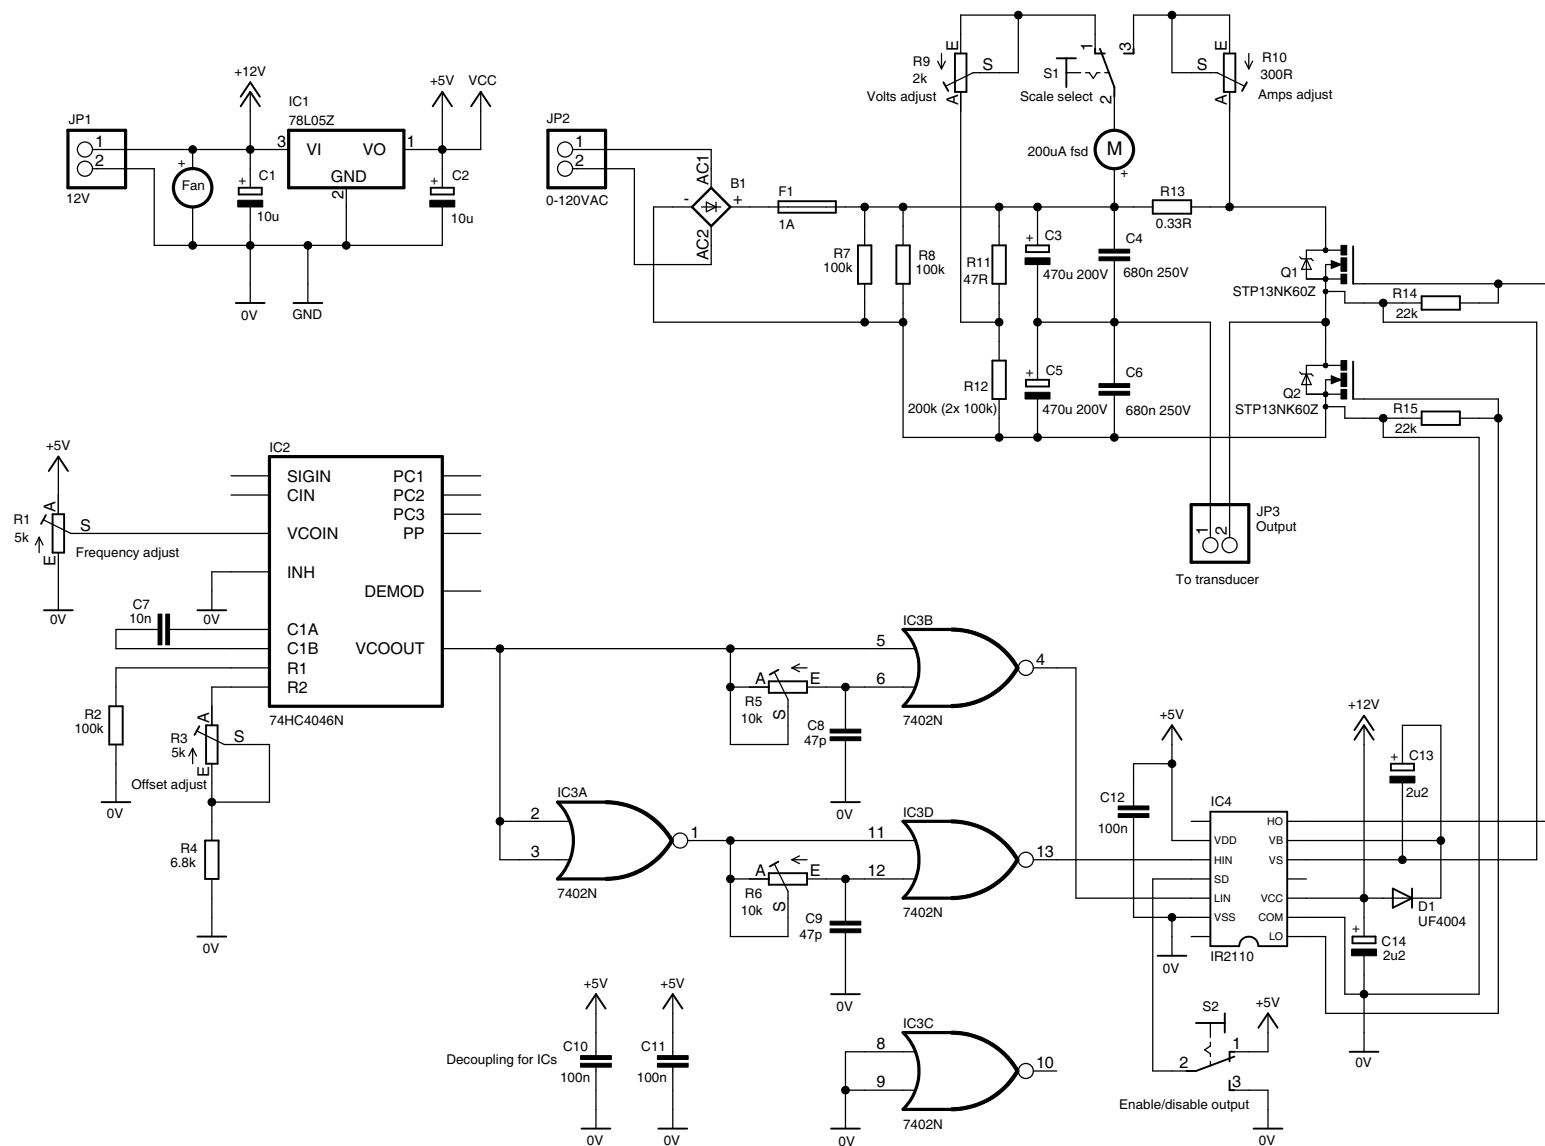 JP1
1
2
12V
+12V
+
Fan
+
C1
10u
0V
GND
IC1
78L05Z
3
VI
VO
1
GND
2
+5V
VCC
+
C2
10u
JP2
1
2
0-120VAC
AC1
AC2
-
+
B1
F1
1A
R7
100k
R8
100k
R9
2k
Volts adjust
E
S
A
R11
47R
R12
200k (2x 100k)
S1
Scale select
1
2
3
200uA fsd
M
+
+
C3
470u 200V
C4
680n 250V
+
C5
470u 200V
C6
680n 250V
R13
0.33R
E
S
A
R10
300R
Amps adjust
Q1
STP13NK60Z
R14
22k
Q2
STP13NK60Z
R15
22k
1
2
JP3
Output
To transducer
+5V
R1
5k
A
S
E
Frequency adjust
0V
IC2
SIGIN
CIN
VCOIN
INH
C1A
C1B
R1
R2
PC1
PC2
PC3
PP
DEMOD
VCOOUT
74HC4046N
0V
C7
10n
R2
100k
0V
R3
5k
A
S
E
Offset adjust
R4
6.8k
0V
IC3A
2
3
1
7402N
R5
10k
A
E
S
C8
47p
0V
IC3B
5
6
4
7402N
R6
10k
A
E
S
C9
47p
0V
IC3D
11
12
13
7402N
IC3C
8
9
10
7402N
0V
Decoupling for ICs
+5V
C10
100n
0V
+5V
C11
100n
0V
+5V
C12
100n
0V
IC4
VDD
HIN
SD
LIN
VSS
HO
VB
VS
VCC
COM
LO
IR2110
+12V
+
C13
2u2
D1
UF4004
+
C14
2u2
0V
S2
+5V
1
2
3
Enable/disable output
0V